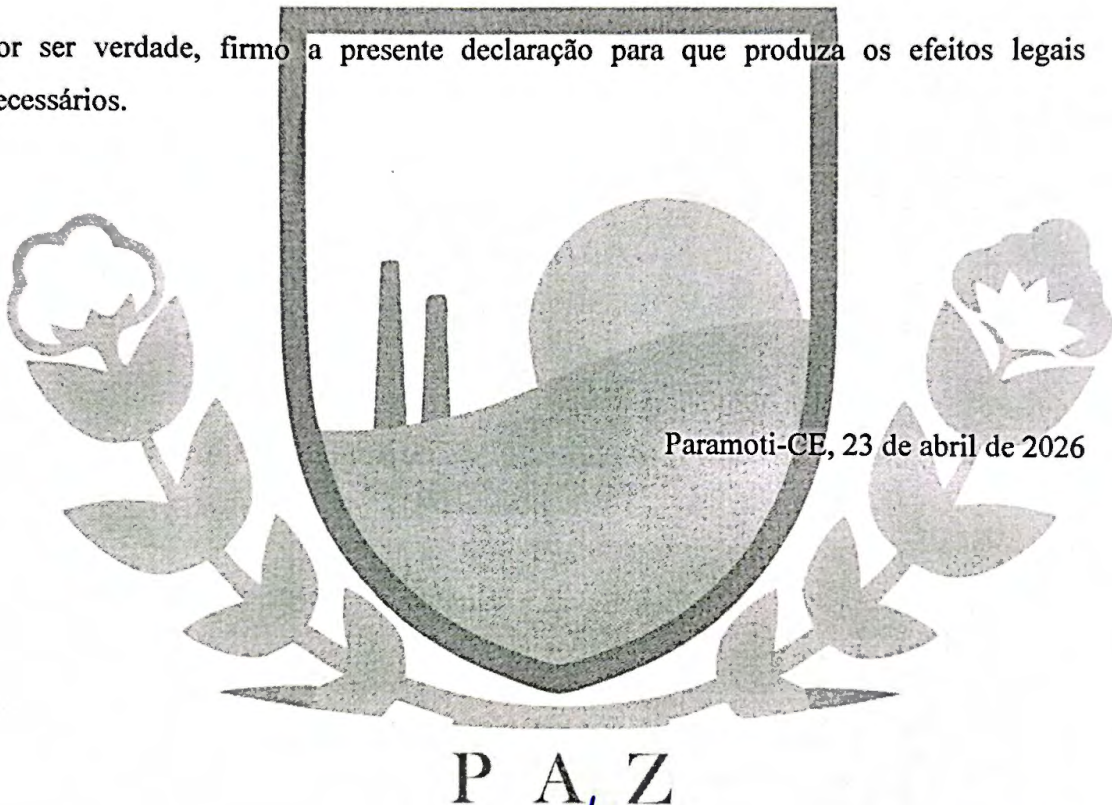 or ser verdade, firmo a presente declaração para que produza os efeitos legais
ecessários.
Paramoti-CE, 23 de abril de 2026
P A Z